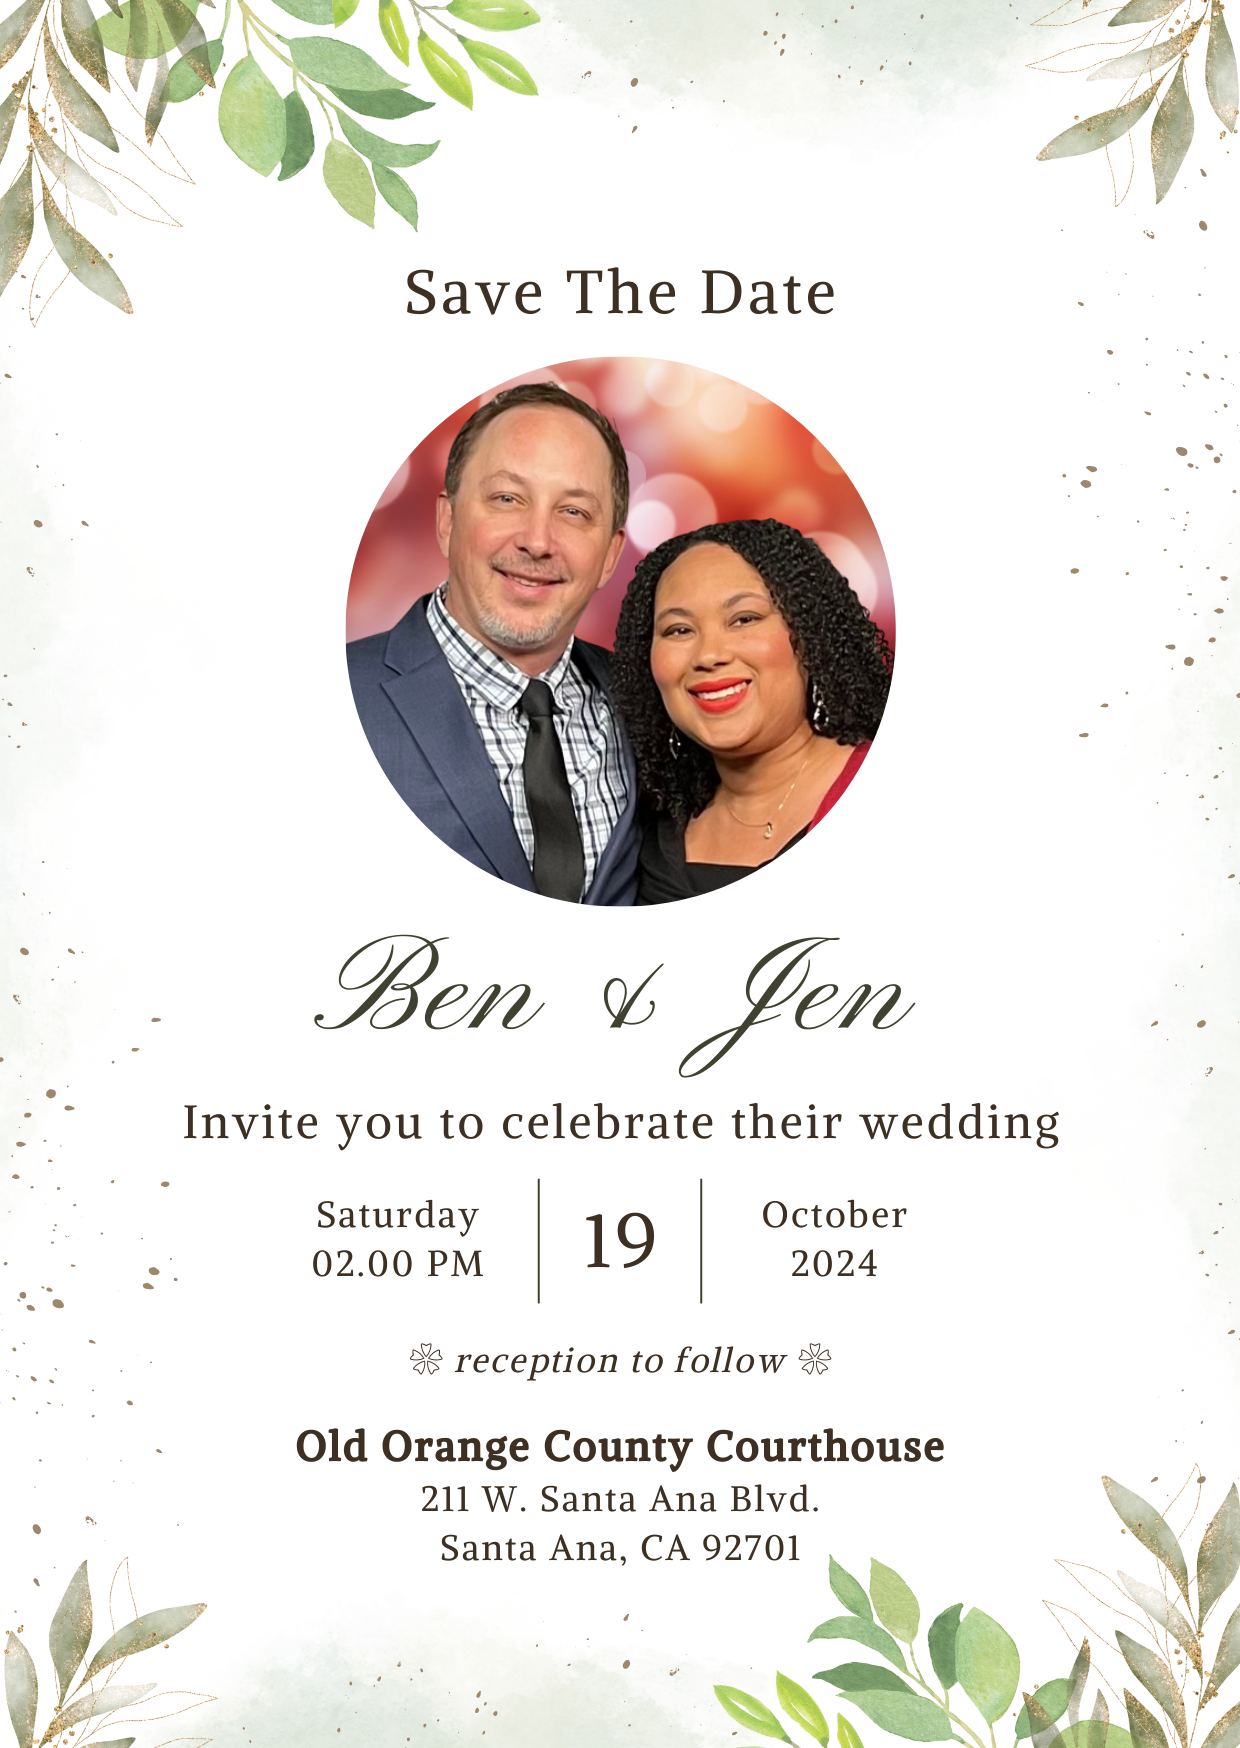 Save The Date
Ben & Jen
Invite you to celebrate their wedding
Saturday
02.00 PM
19
October
2024
reception to follow
Old Orange County Courthouse
211 W. Santa Ana Blvd.
Santa Ana, CA 92701